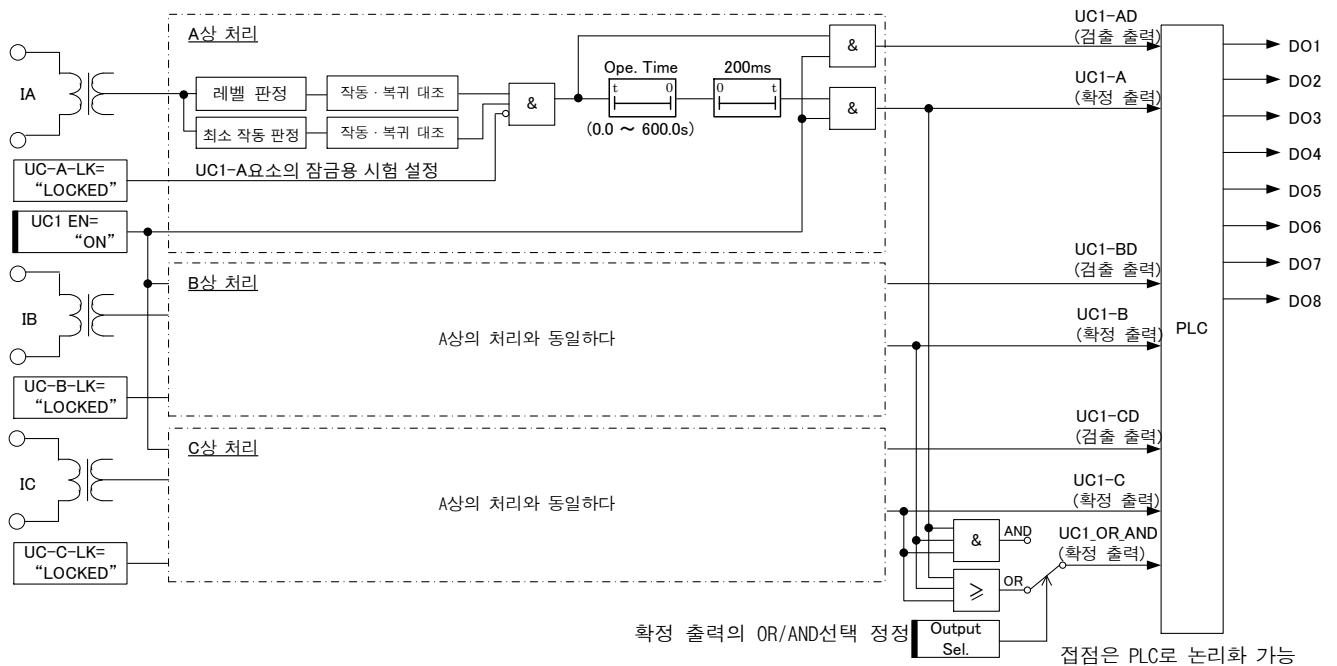 A상 처리
IA
레벨 판정
작동·복귀 대조
최소 작동 판정
작동·복귀 대조
&
Ope. Time
t 0
(0.0 ～ 600.0s)
200ms
0 t
&
&
UC-A-LK=
“LOCKED”
UC1-A요소의 잠금용 시험 설정
UC1 EN=
“ON”
UC1-AD
(검출 출력)
UC1-A
(확정 출력)
DO1
DO2
DO3
DO4
DO5
DO6
DO7
DO8
PLC
IB
B상 처리
A상의 처리와 동일하다
UC-B-LK=
“LOCKED”
UC1-BD
(검출 출력)
UC1-B
(확정 출력)
IC
C상 처리
A상의 처리와 동일하다
UC-C-LK=
“LOCKED”
UC1-CD
(검출 출력)
UC1-C
(확정 출력)
&
AND
UC1_OR_AND
(확정 출력)
≥
OR
확정 출력의 OR/AND선택 정정
Output
Sel.
접점은 PLC로 논리화 가능